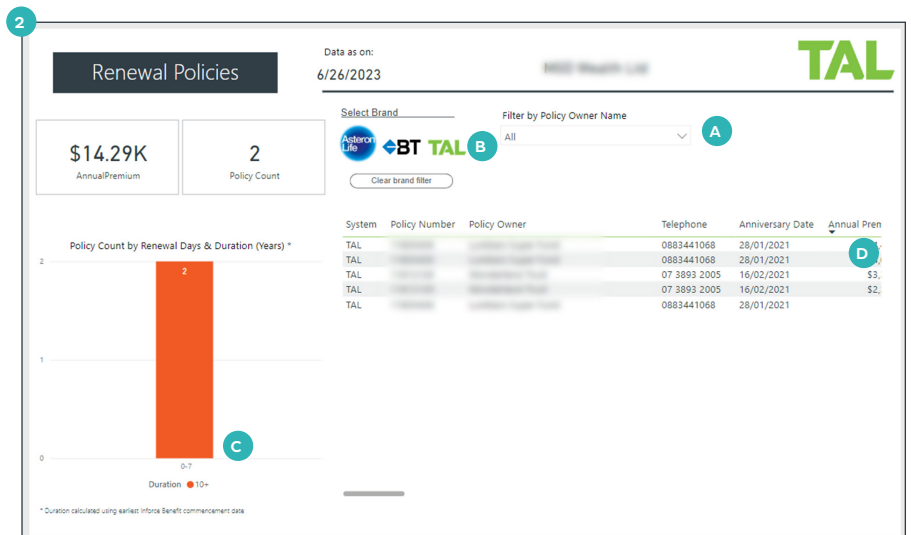 2
Renewal Policies
Data as on:
6/26/2023
TAL
Select Brand
Asteron
Life
BT
TAL
B
Clear brand filter
Filter by Policy Owner Name
All
A
$14.29K
AnnualPremium
2
Policy Count
Policy Count by Renewal Days & Duration (Years) *
2
2
1
0
C
0-7
Duration 10+
* Duration calculated using earliest Inforce Benefit commencement date
System Policy Number Policy Owner Telephone Anniversary Date Annual Prem
TAL 0883441068 28/01/2021
TAL 0883441068 28/01/2021
D
TAL 07 3893 2005 16/02/2021 $3,
TAL 07 3893 2005 16/02/2021 $2,
TAL 0883441068 28/01/2021